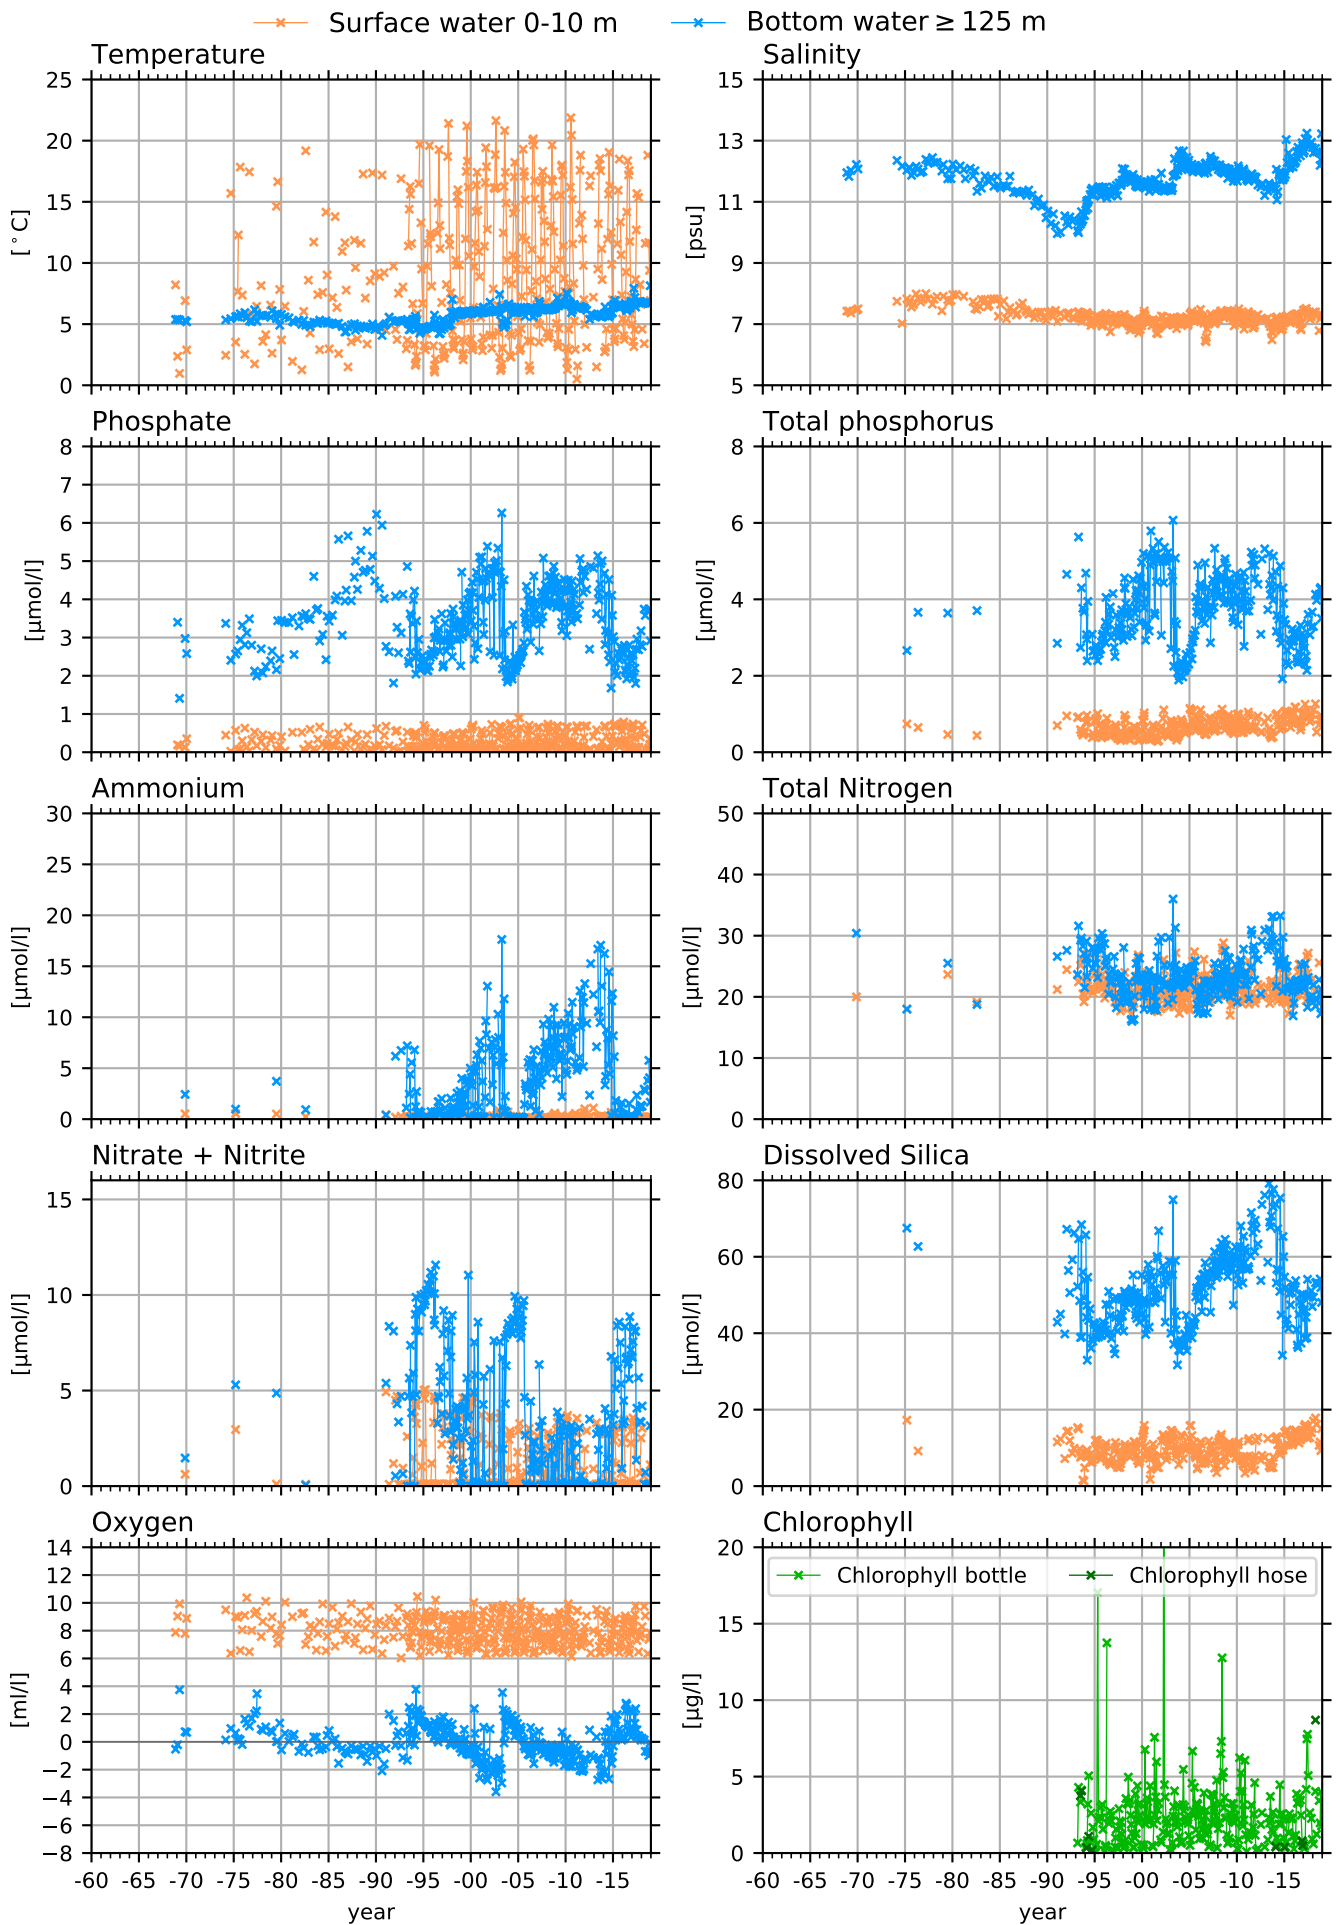 Surface water 0-10 m
Bottom water ≥ 125 m
Temperature
25
20
15
10
5
0
[°C]
Salinity
15
13
11
9
7
5
[psu]
Phosphate
8
7
6
5
4
3
2
1
0
[µmol/l]
Total phosphorus
8
6
4
2
0
[µmol/l]
Ammonium
30
25
20
15
10
5
0
[µmol/l]
Total Nitrogen
50
40
30
20
10
0
[µmol/l]
Nitrate + Nitrite
15
10
5
0
[µmol/l]
Dissolved Silica
80
60
40
20
0
[µmol/l]
Oxygen
14
12
10
8
6
4
2
0
−2
−4
−6
−8
[ml/l]
-60 -65 -70 -75 -80 -85 -90 -95 -00 -05 -10 -15
year
Chlorophyll
Chlorophyll bottle
Chlorophyll hose
20
15
10
5
0
[µg/l]
-60 -65 -70 -75 -80 -85 -90 -95 -00 -05 -10 -15
year